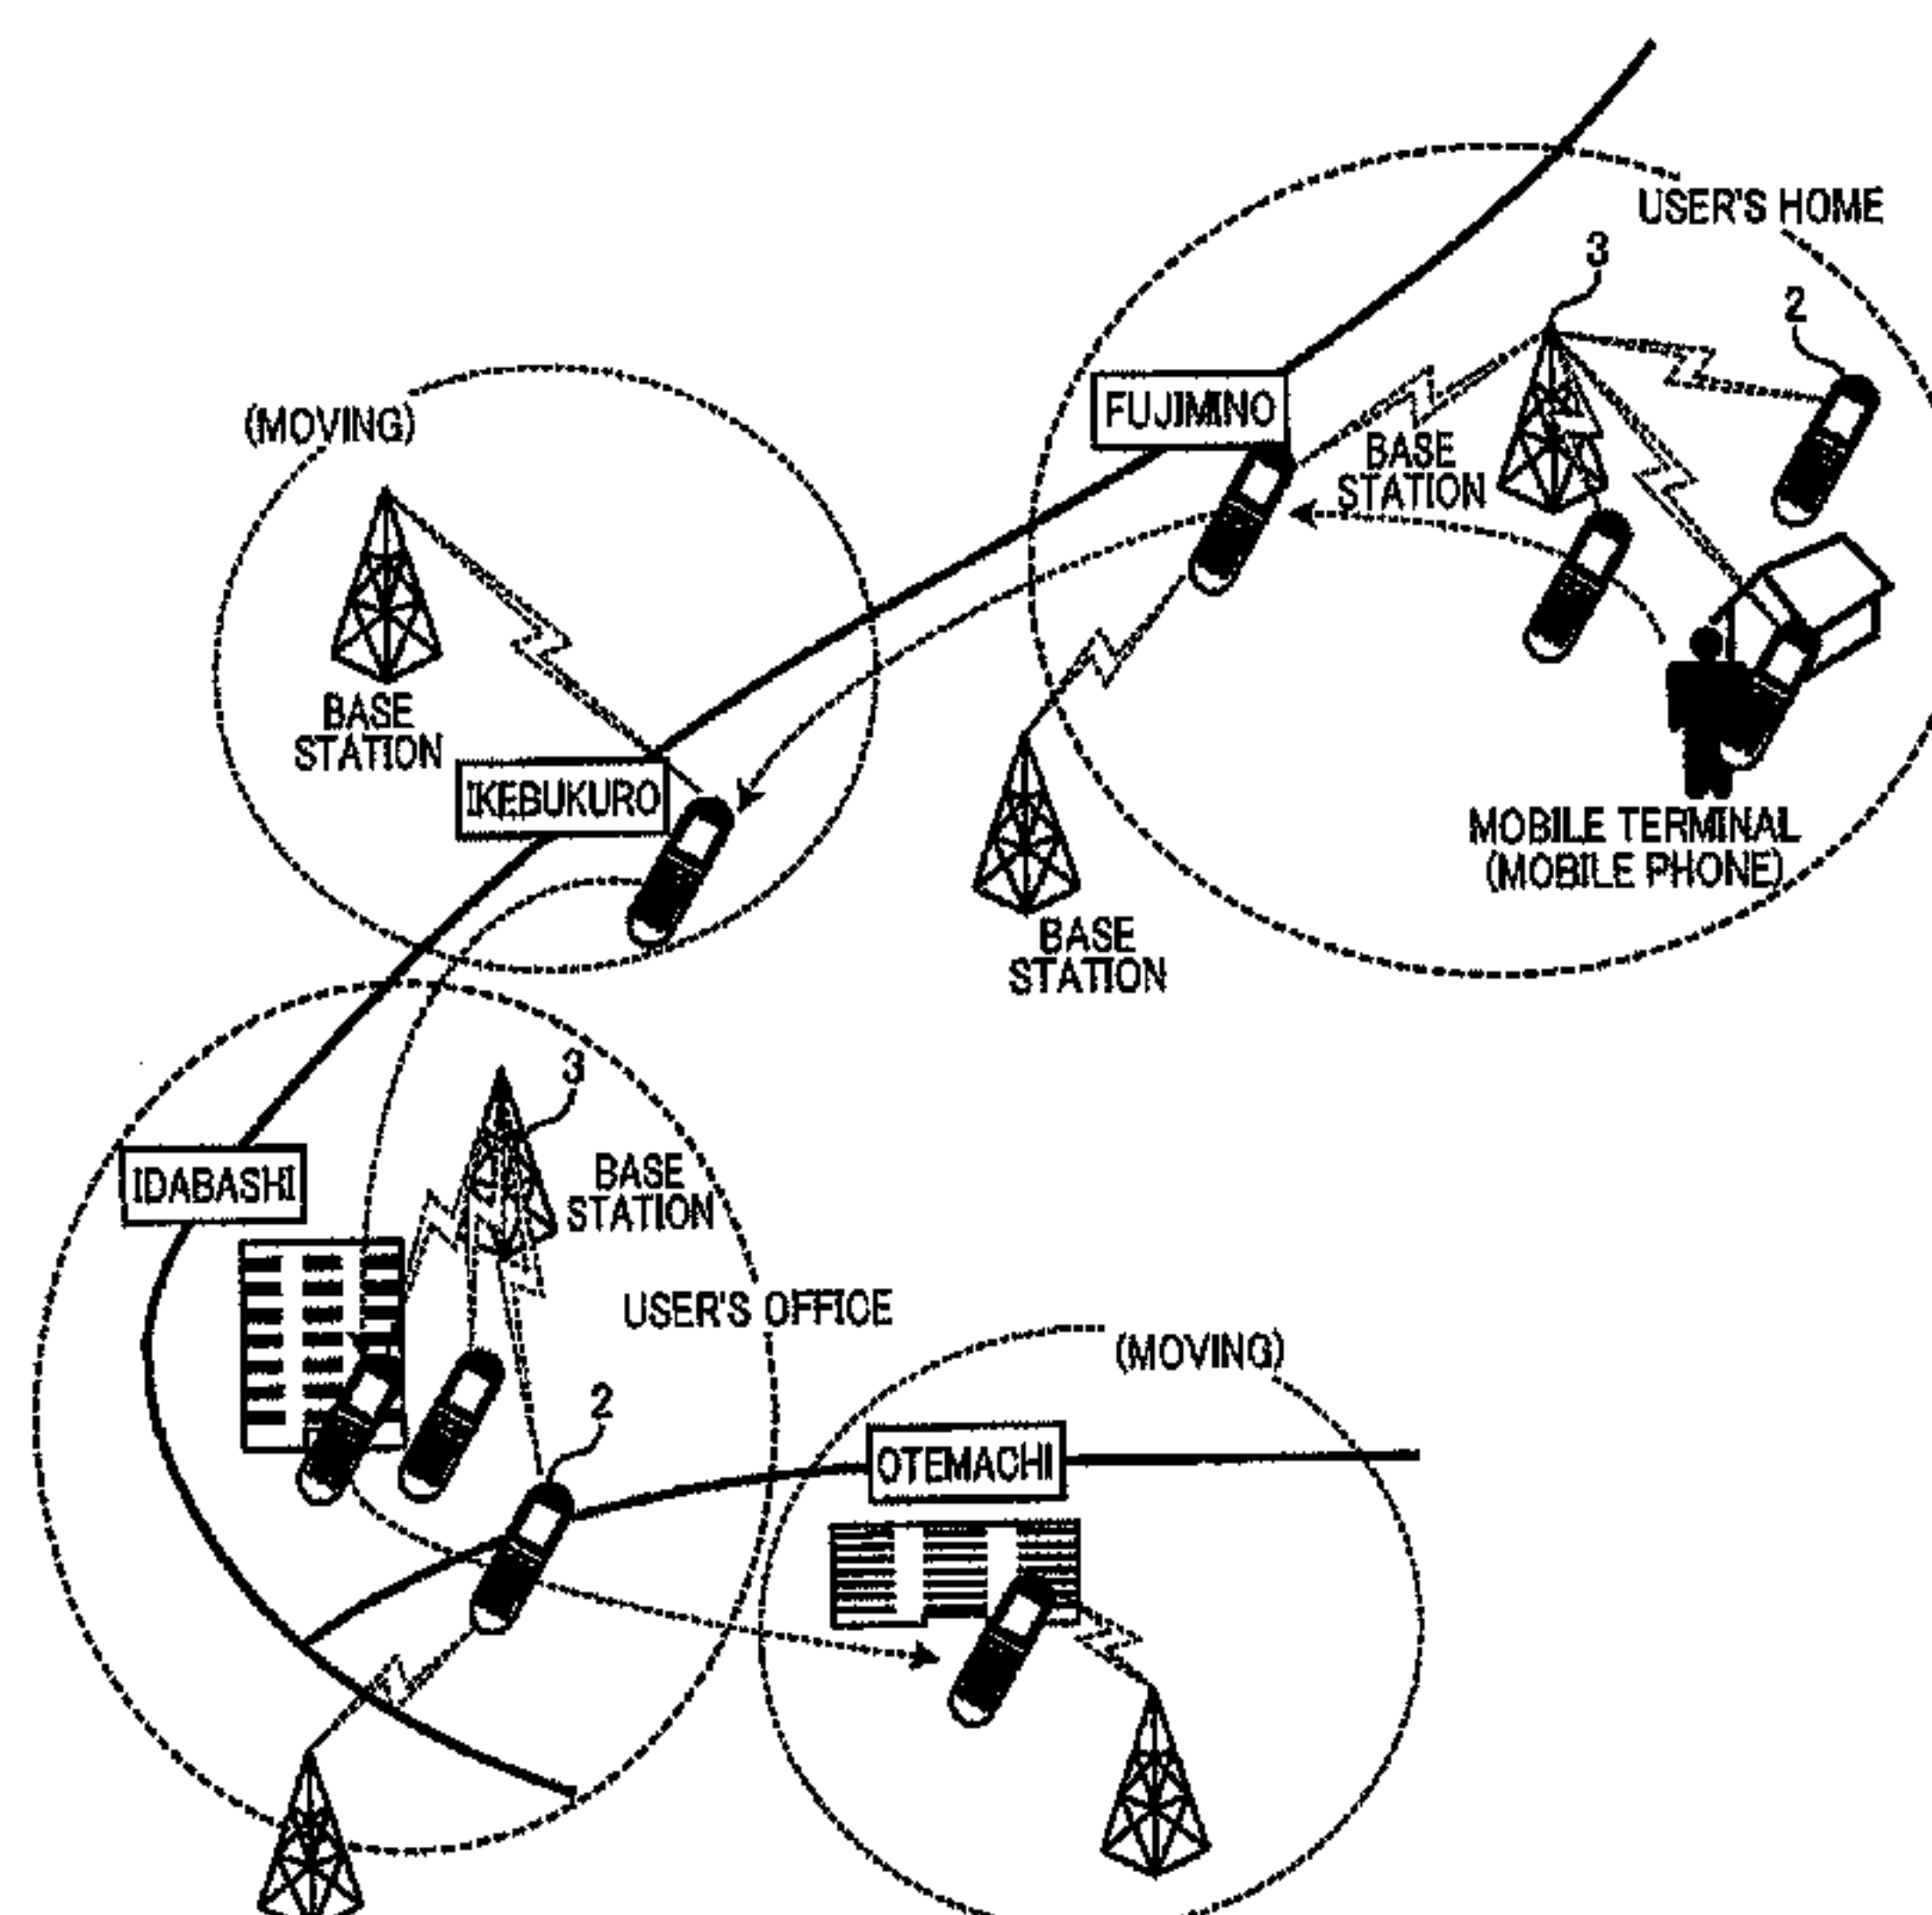 USER'S HOME
3
2
(MOVING)
FUJIMINO
BASE
STATION
BASE
STATION
IKEBUKURO
MOBILE TERMINAL
(MOBILE PHONE)
BASE
STATION
3
IDABASHI
BASE
STATION
USER'S OFFICE
(MOVING)
2
OTEMACHI